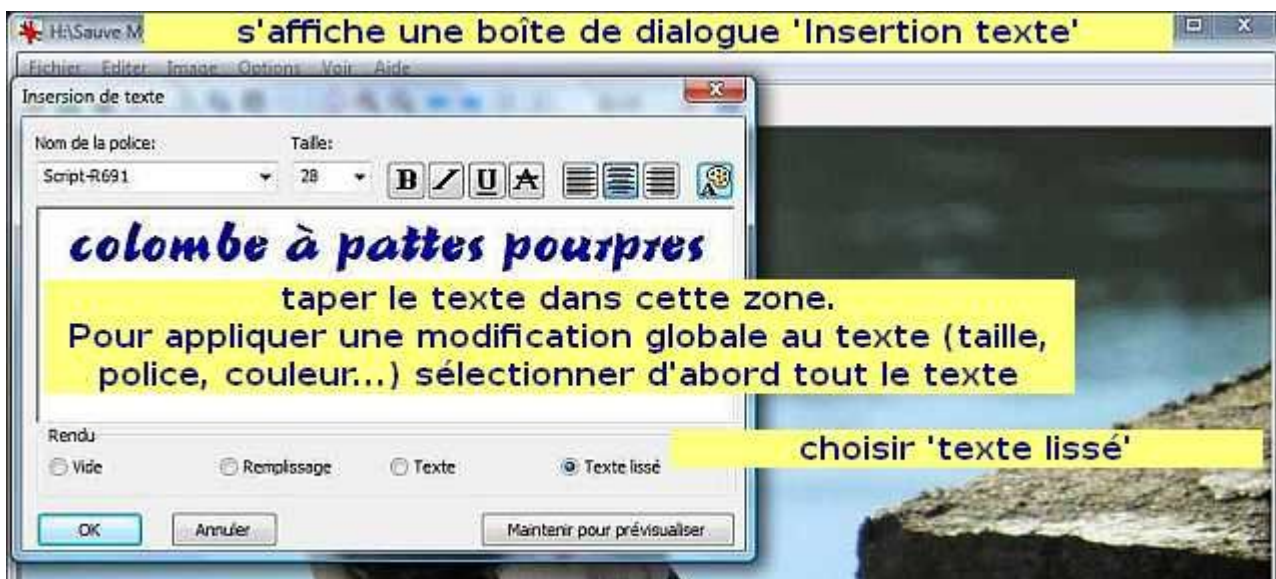 s'affiche une boîte de dialogue 'Insertion texte'
H:\Sauve M
Fichier Editer Image Options Voir Aide
Insersion de texte
Nom de la police: Taille:
Script-R691 28 B I U A A
colombe à pattes pourpres
taper le texte dans cette zone.
Pour appliquer une modification globale au texte (taille,
police, couleur...) sélectionner d'abord tout le texte
Rendu
choisir 'texte lissé'
Vide Remplissage Texte Texte lissé
OK Annuler Maintenir pour prévisualiser